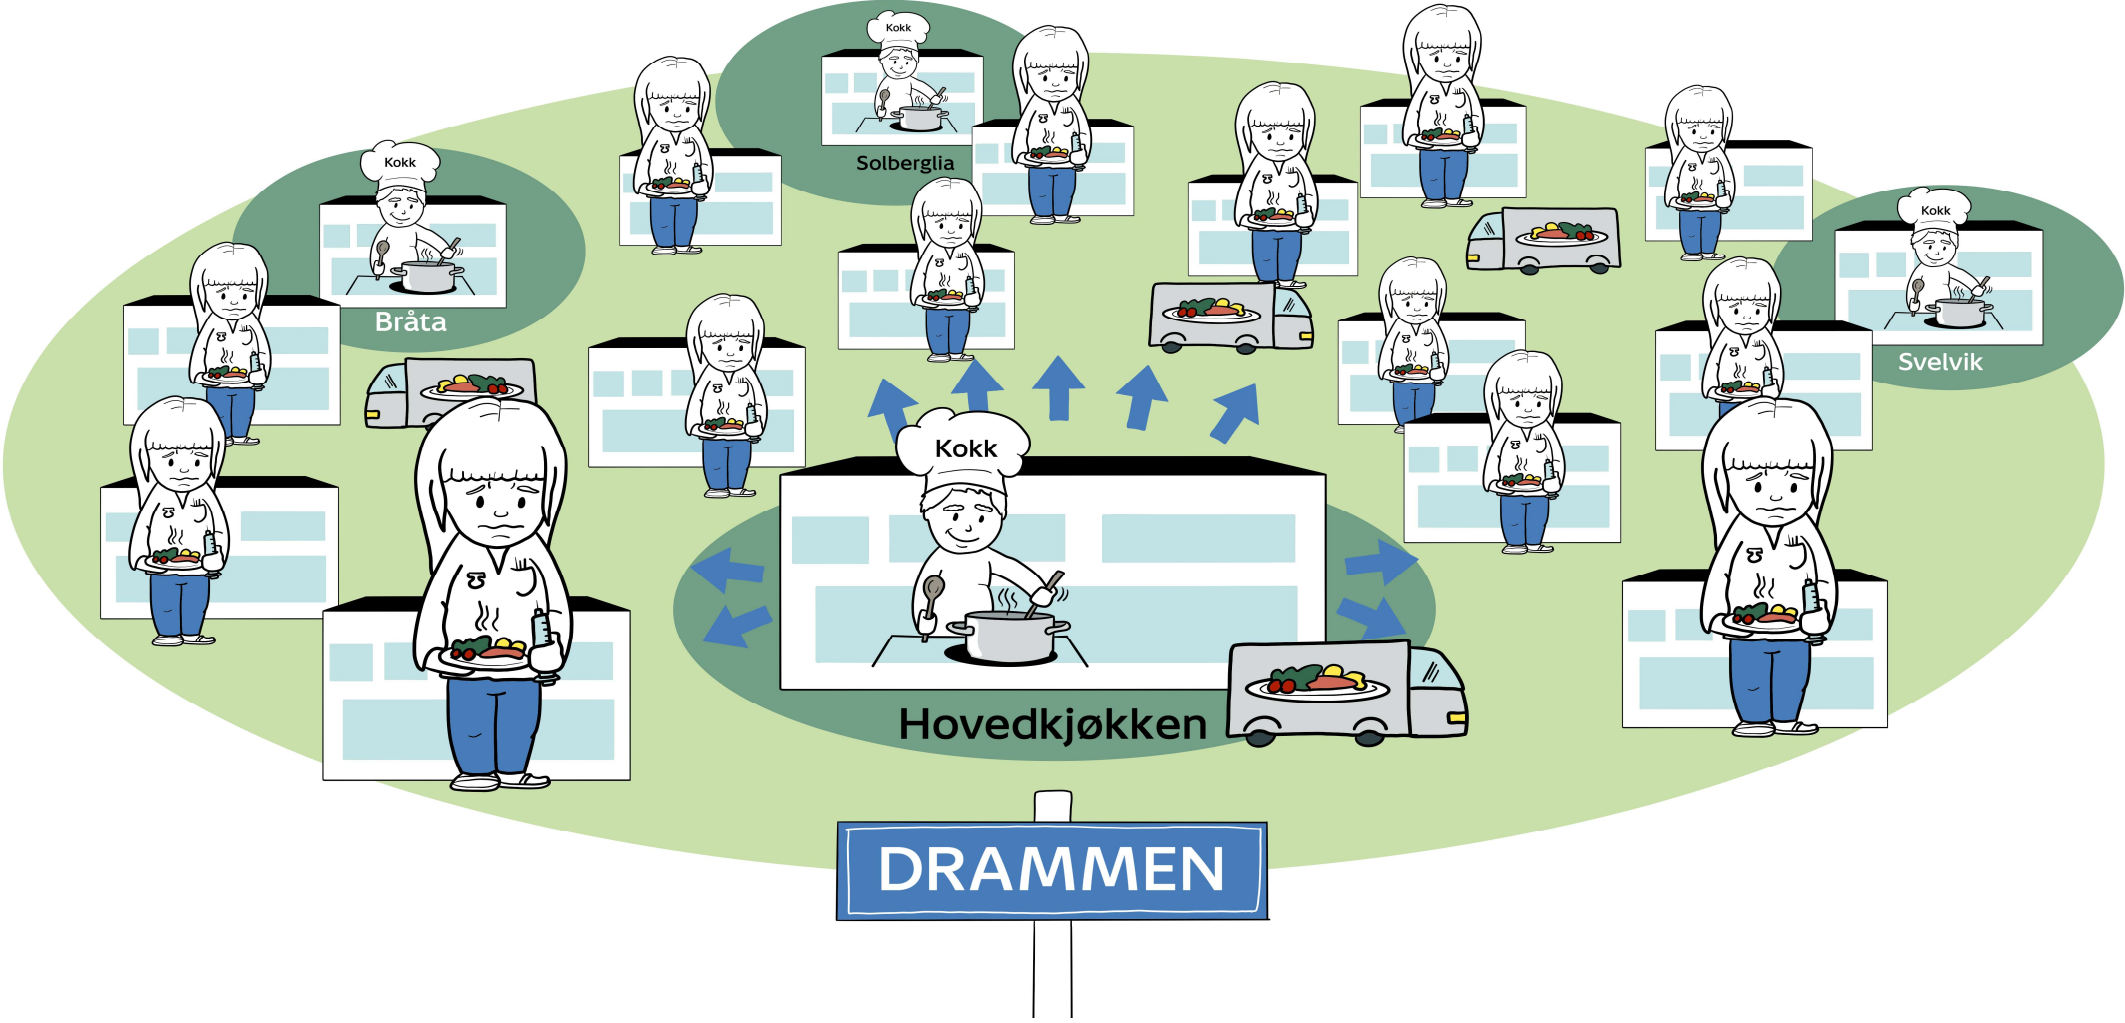 Kokk
Solberglia
Kokk
Bråta
Kokk
Svelvik
Kokk
Hovedkjøkken
DRAMMEN